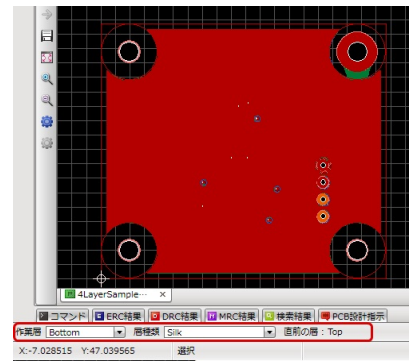 4LayerSample… ×
コマンド ERC結果 DRC結果 MRC結果 検索結果 PCB設計指示
作業層 Bottom 層種類 Silk 直前の層 : Top
X:-7.028515 Y:47.039565 選択